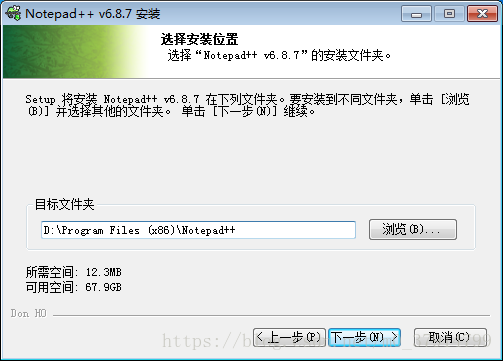 Notepad++ v6.8.7 安装
选择安装位置
选择“Notepad++ v6.8.7”的安装文件夹。
Setup 将安装 Notepad++ v6.8.7 在下列文件夹。要安装到不同文件夹，单击 [浏览
(B)] 并选择其他的文件夹。 单击 [下一步(N)] 继续。
目标文件夹
D:\Program Files (x86)\Notepad++
浏览(B)...
所需空间: 12.3MB
可用空间: 67.9GB
Don HO
< 上一步(P)
下一步(N) >
取消(C)